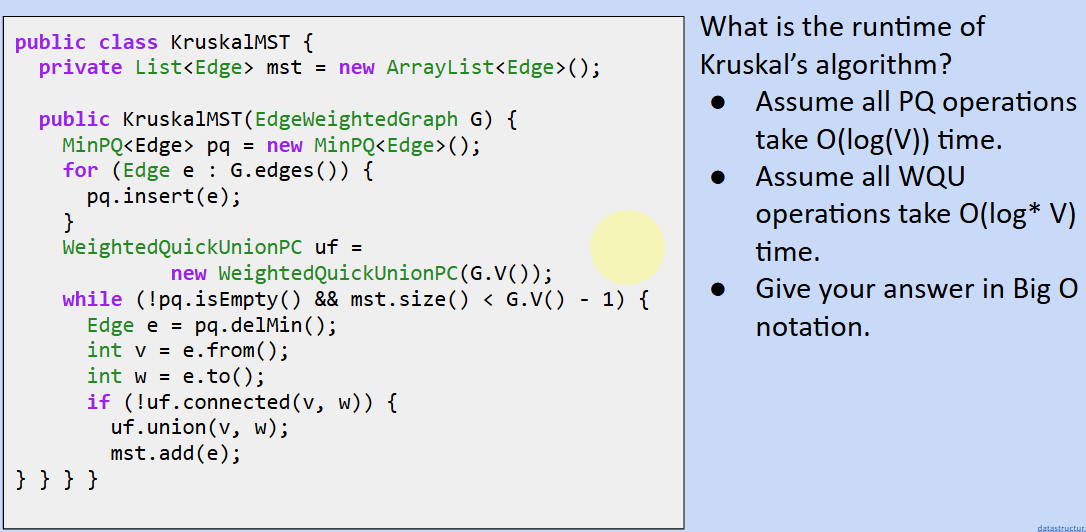 public class KruskalMST {
  private List<Edge> mst = new ArrayList<Edge>();
  public KruskalMST(EdgeWeightedGraph G) {
    MinPQ<Edge> pq = new MinPQ<Edge>();
    for (Edge e : G.edges()) {
      pq.insert(e);
    }
    WeightedQuickUnionPC uf =
             new WeightedQuickUnionPC(G.V());
    while (!pq.isEmpty() && mst.size() < G.V() - 1) {
      Edge e = pq.delMin();
      int v = e.from();
      int w = e.to();
      if (!uf.connected(v, w)) {
        uf.union(v, w);
        mst.add(e);
} } } }
What is the runtime of
Kruskal’s algorithm?
● Assume all PQ operations
take O(log(V)) time.
● Assume all WQU
operations take O(log* V)
time.
● Give your answer in Big O
notation.
datastructur.